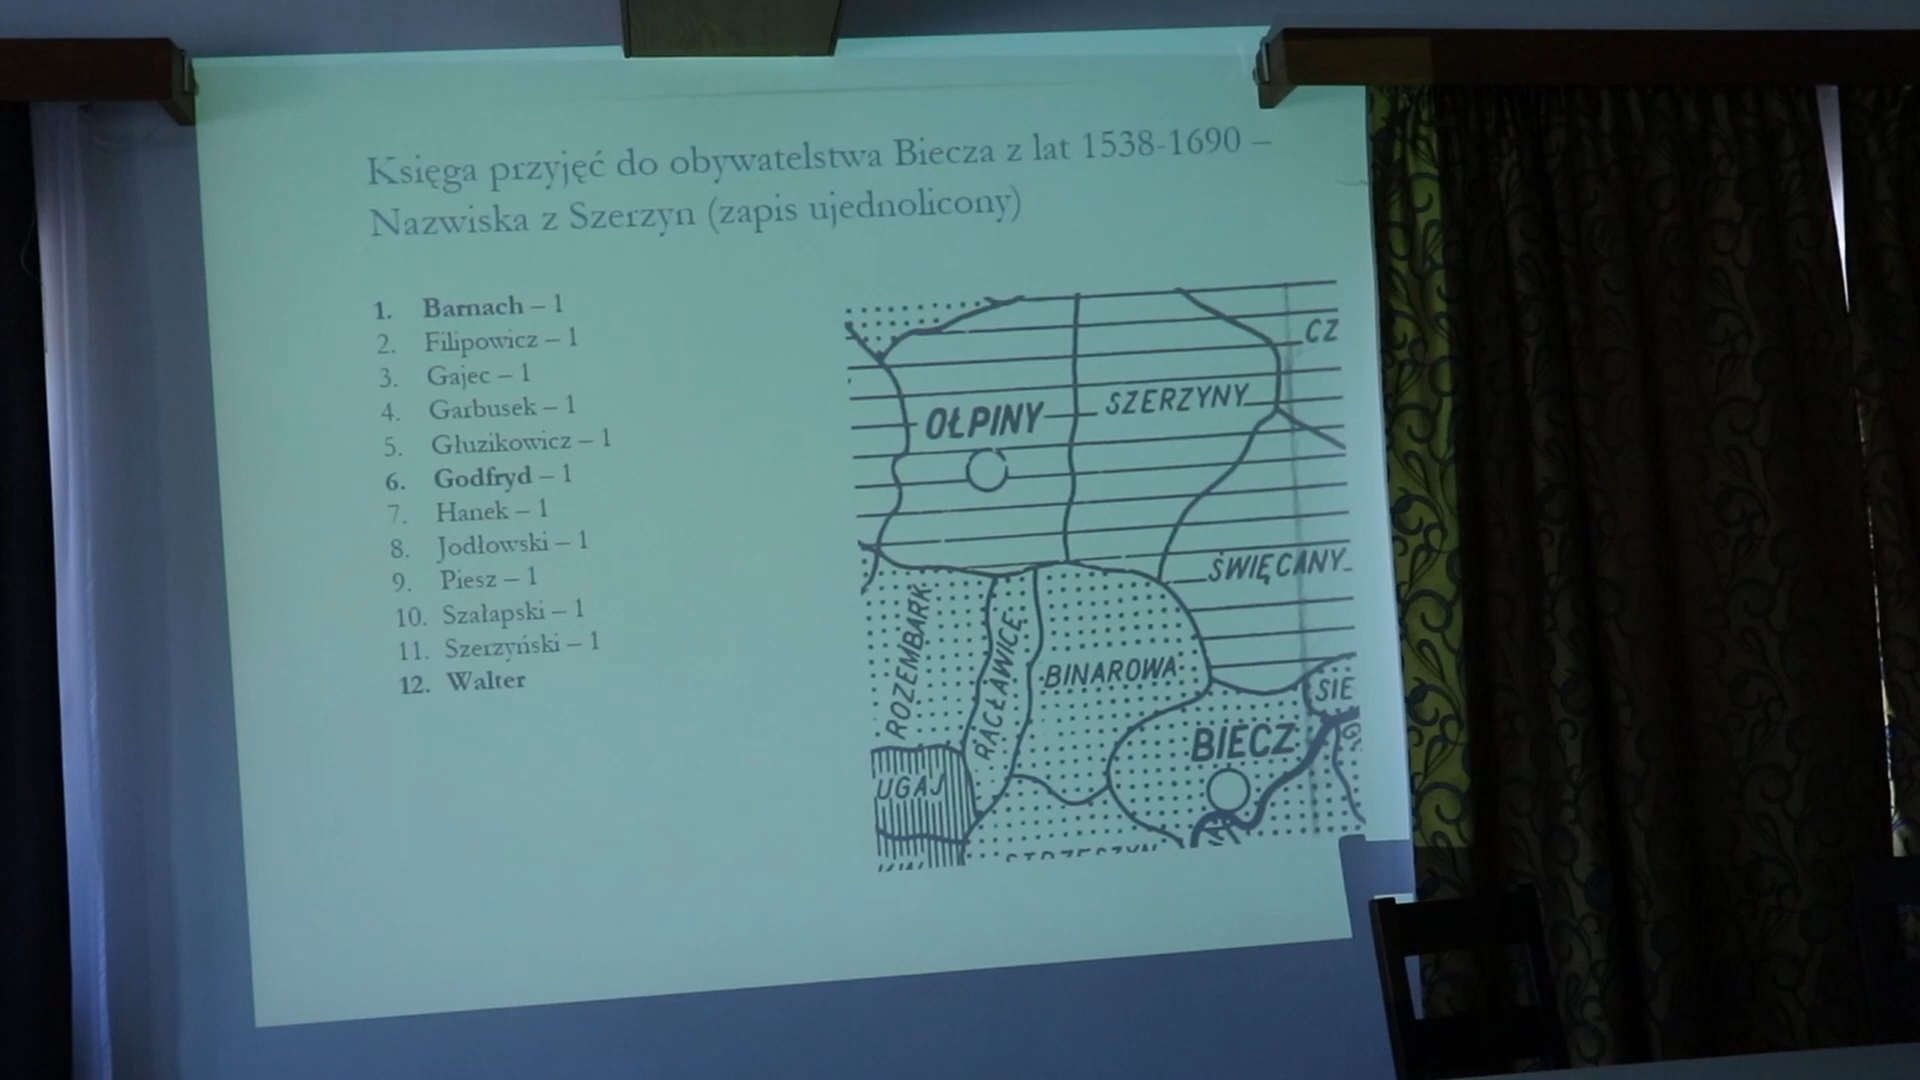 Księga przyjęć do obywatelstwa Biecza z lat 1538-1690 –
Nazwiska z Szerzyn (zapis ujednolicony)
1. Barnach – 1
2. Filipowicz – 1
3. Gajec – 1
4. Garbusek – 1
5. Głuzikowicz – 1
6. Godfryd – 1
7. Hanek – 1
8. Jodłowski – 1
9. Piesz – 1
10. Szałapski – 1
11. Szerzyński – 1
12. Walter
CZ
OŁPINY
SZERZYNY
ŚWIĘCANY
ROZEMBARK
RACŁAWICE
BINAROWA
SIE
BIECZ
UGAJ